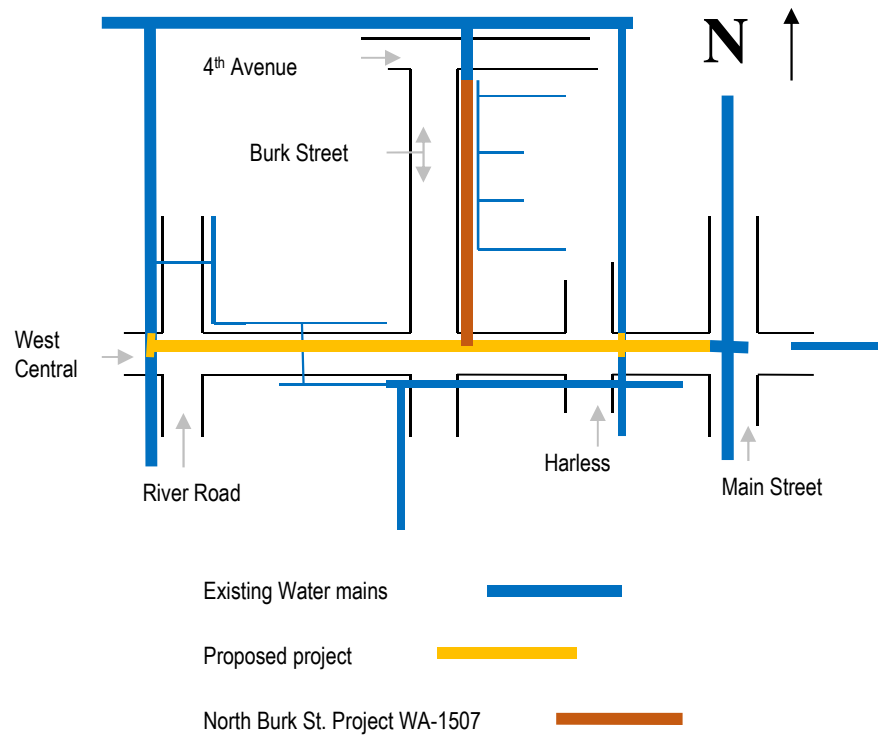 N
4th Avenue
Burk Street
West
Central
Harless
River Road
Main Street
Existing Water mains
Proposed project
North Burk St. Project WA-1507